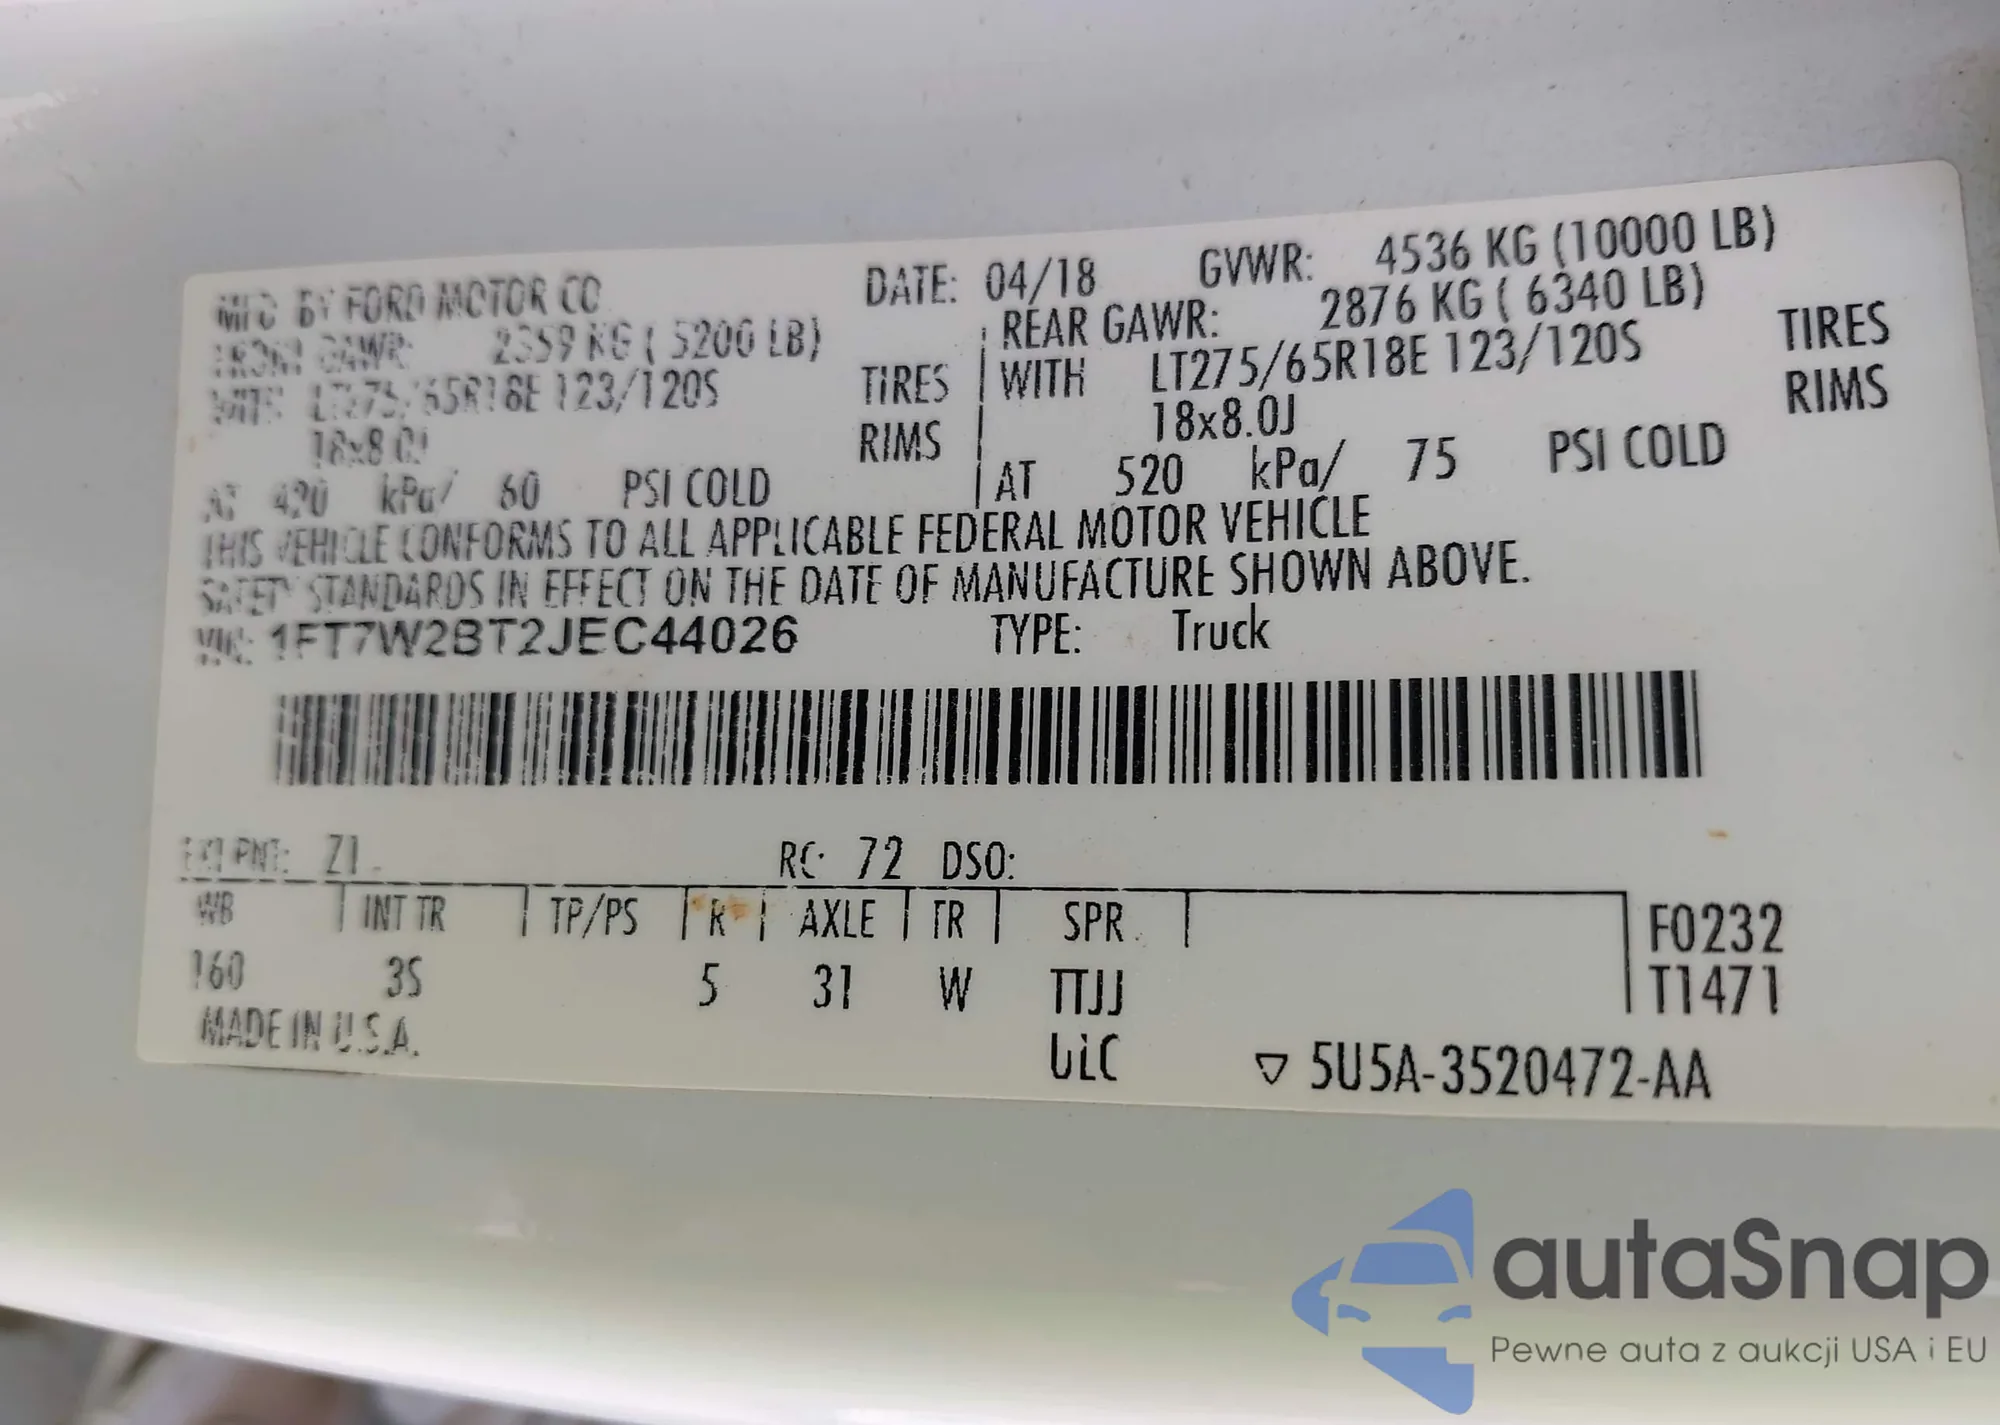 MFD BY FORD MOTOR CO DATE: 04/18 GVWR: 4536 KG (10000 LB)
FRONT GAWR: 2359 KG ( 5200 LB) REAR GAWR: 2876 KG ( 6340 LB)
WITH LT275/65R18E 123/120S TIRES WITH LT275/65R18E 123/120S TIRES
18x8.0J RIMS 18x8.0J RIMS
AT 420 kPa/ 60 PSI COLD AT 520 kPa/ 75 PSI COLD
THIS VEHICLE CONFORMS TO ALL APPLICABLE FEDERAL MOTOR VEHICLE
SAFETY STANDARDS IN EFFECT ON THE DATE OF MANUFACTURE SHOWN ABOVE.
VIN: 1FT7W2BT2JEC44026 TYPE: Truck
EXT PNT: Z1 RC: 72 DSO:
WB INT TR TP/PS R AXLE TR SPR F0232
160 3S 5 31 W TTJJ T1471
MADE IN U.S.A. ▽ 5U5A-3520472-AA
autaSnap
Pewne auta z aukcji USA i EU